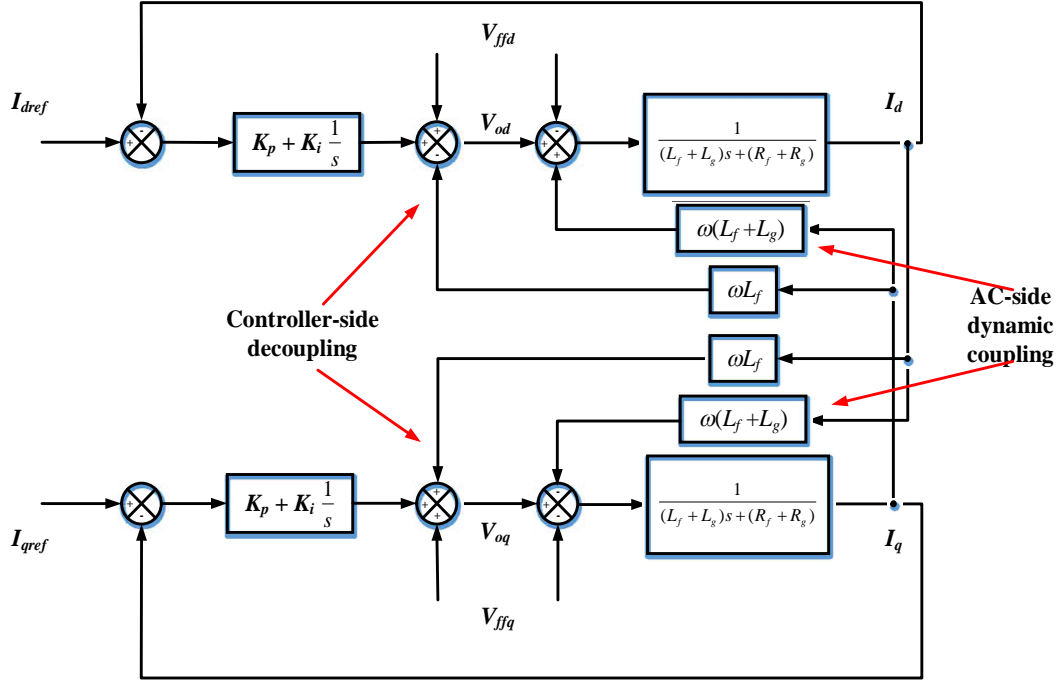 V_ffd
I_dref
V_od
I_d
K_p + K_i 1/s
1/((L_f + L_g)s + (R_f + R_g))
ω(L_f + L_g)
ωL_f
Controller-side
decoupling
AC-side
dynamic
coupling
ωL_f
ω(L_f + L_g)
K_p + K_i 1/s
1/((L_f + L_g)s + (R_f + R_g))
I_qref
V_oq
I_q
V_ffq
+
-
+
+
-
+
-
+
+
-
+
+
+
+
-
-